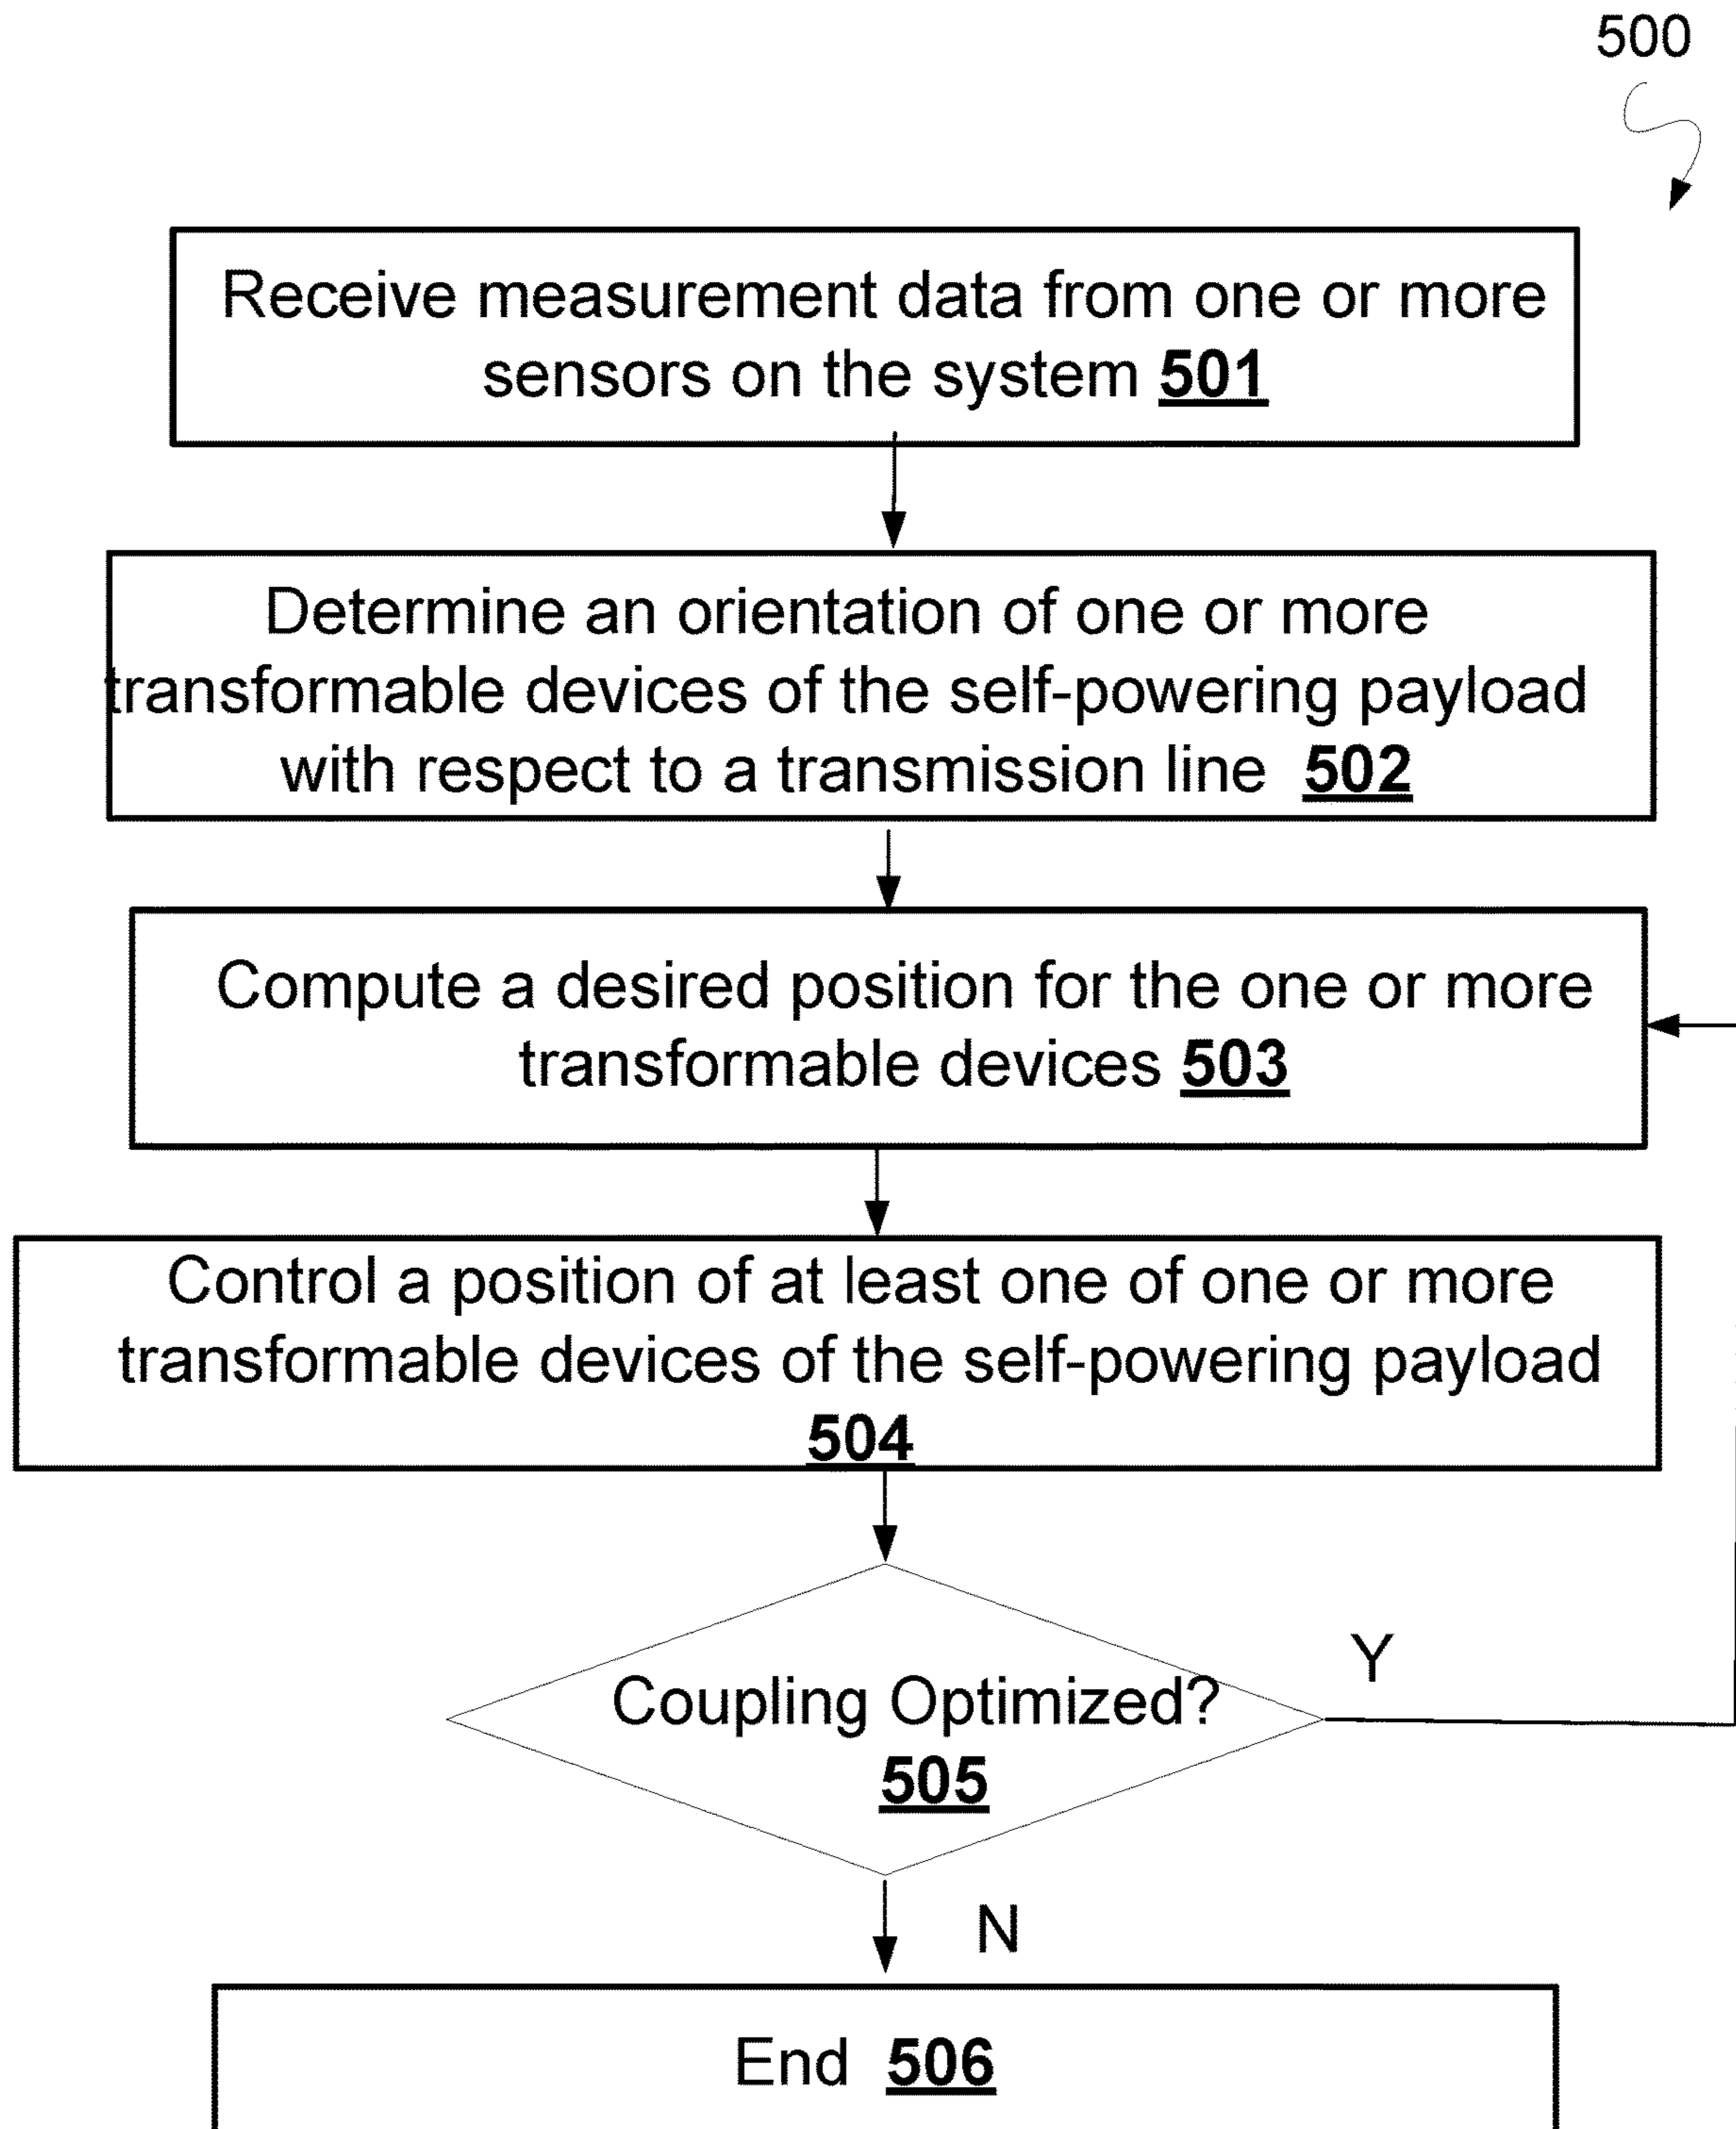 500
Receive measurement data from one or more
sensors on the system 501
Determine an orientation of one or more
transformable devices of the self-powering payload
with respect to a transmission line 502
Compute a desired position for the one or more
transformable devices 503
Control a position of at least one of one or more
transformable devices of the self-powering payload
504
Coupling Optimized?
505
Y
N
End 506